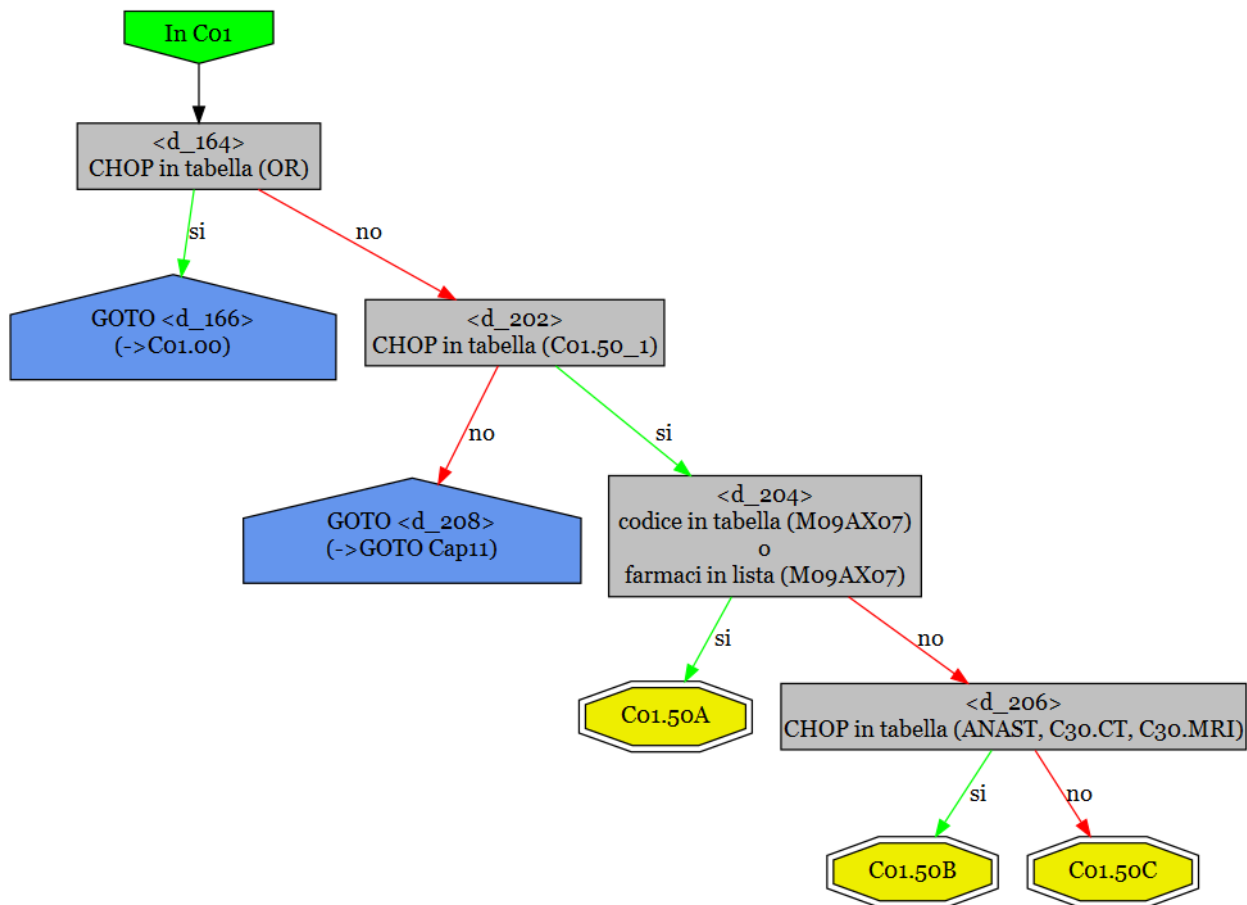 In C01
<d_164>
CHOP in tabella (OR)
si
no
GOTO <d_166>
(->C01.00)
<d_202>
CHOP in tabella (C01.50_1)
no
si
GOTO <d_208>
(->GOTO Cap11)
<d_204>
codice in tabella (M09AX07)
o
farmaci in lista (M09AX07)
si
no
C01.50A
<d_206>
CHOP in tabella (ANAST, C30.CT, C30.MRI)
si
no
C01.50B
C01.50C